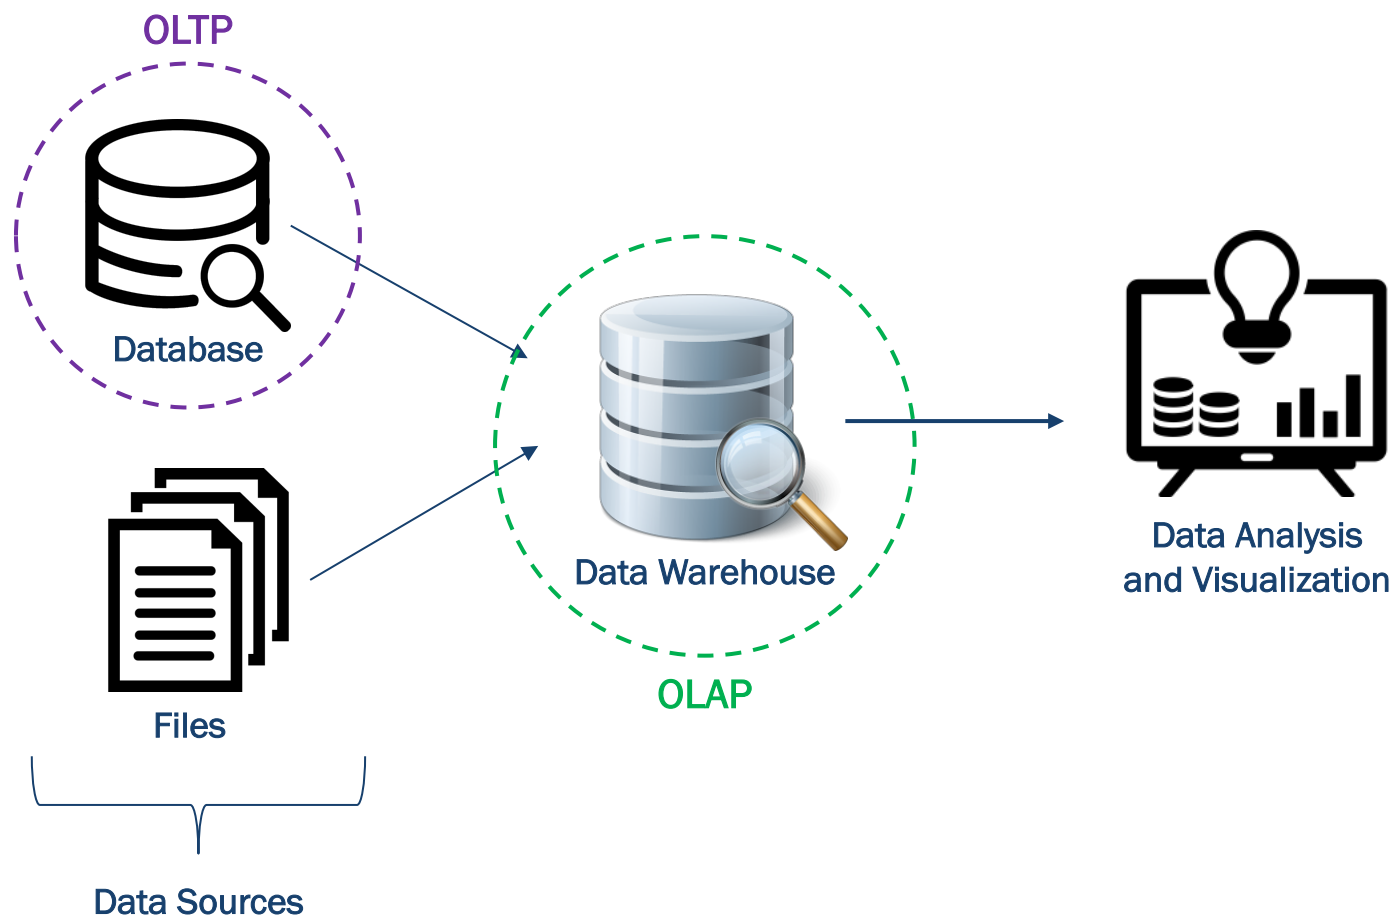 OLTP
Database
Files
Data Sources
Data Warehouse
OLAP
Data Analysis
and Visualization